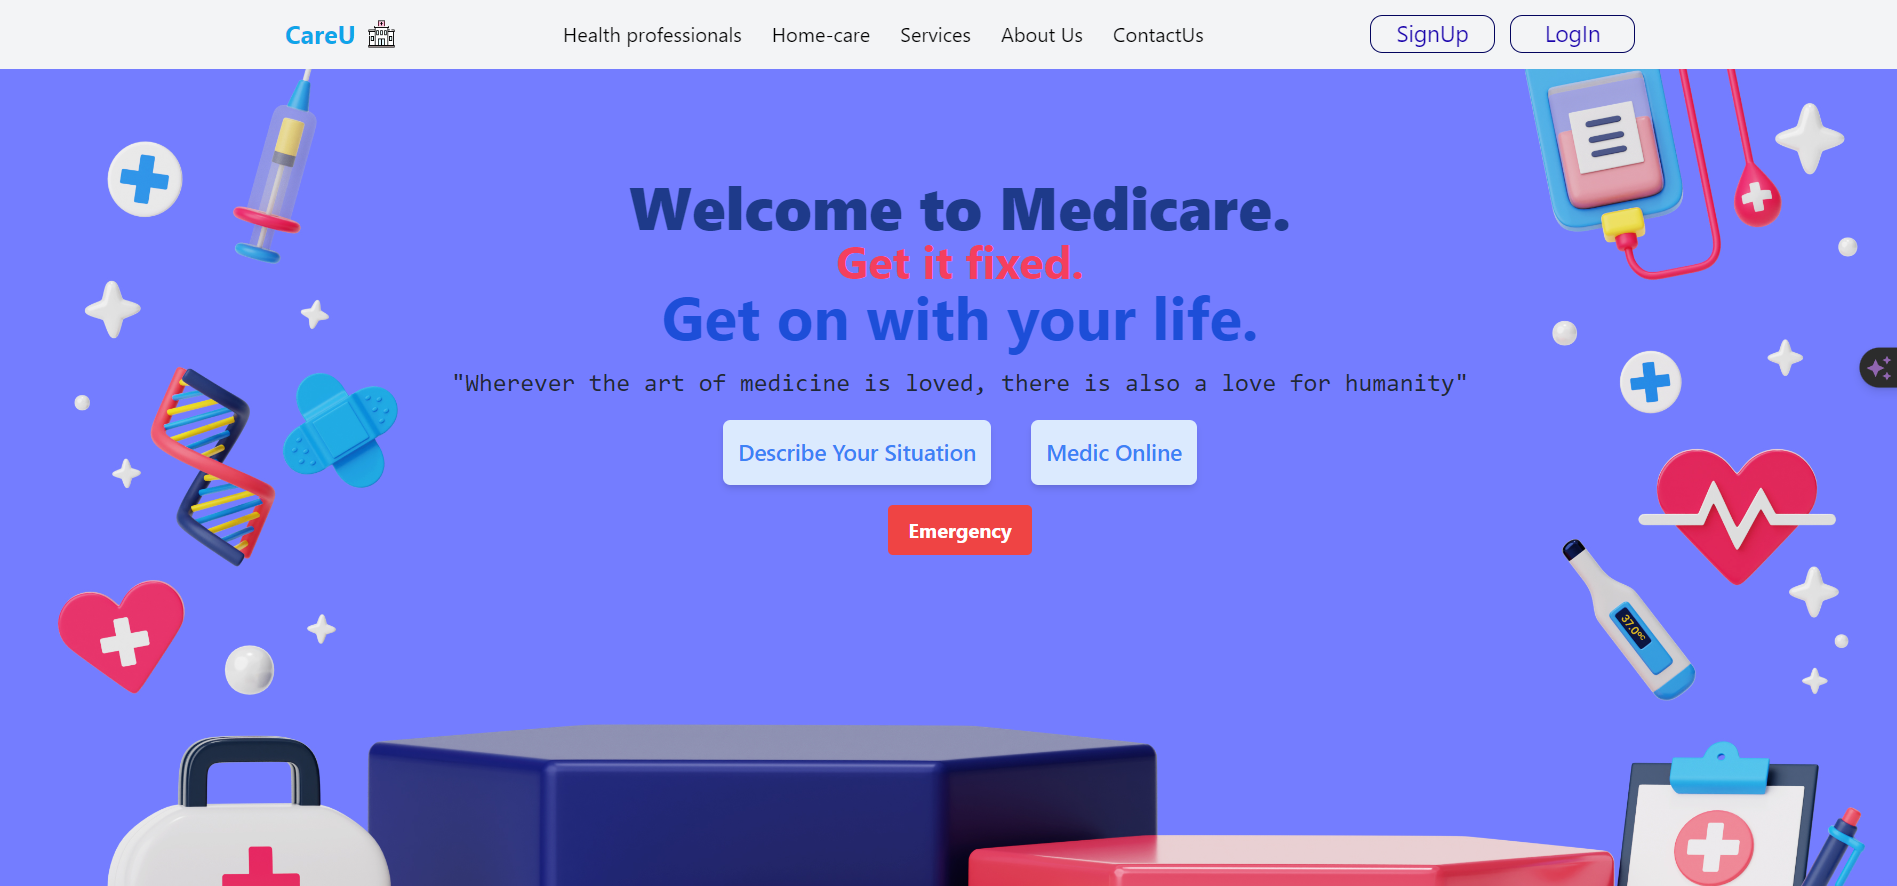 CareU
Health professionals
Home-care
Services
About Us
ContactUs
SignUp
LogIn
Welcome to Medicare.
Get it fixed.
Get on with your life.
"Wherever the art of medicine is loved, there is also a love for humanity"
Describe Your Situation
Medic Online
Emergency
37.0°C